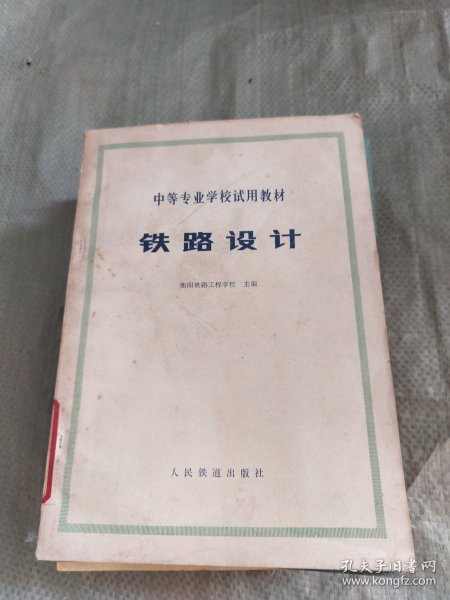 中等专业学校试用教材
铁路设计
衡阳铁路工程学校 主编
人民铁道出版社
孔夫子旧书网
www.kongfz.com